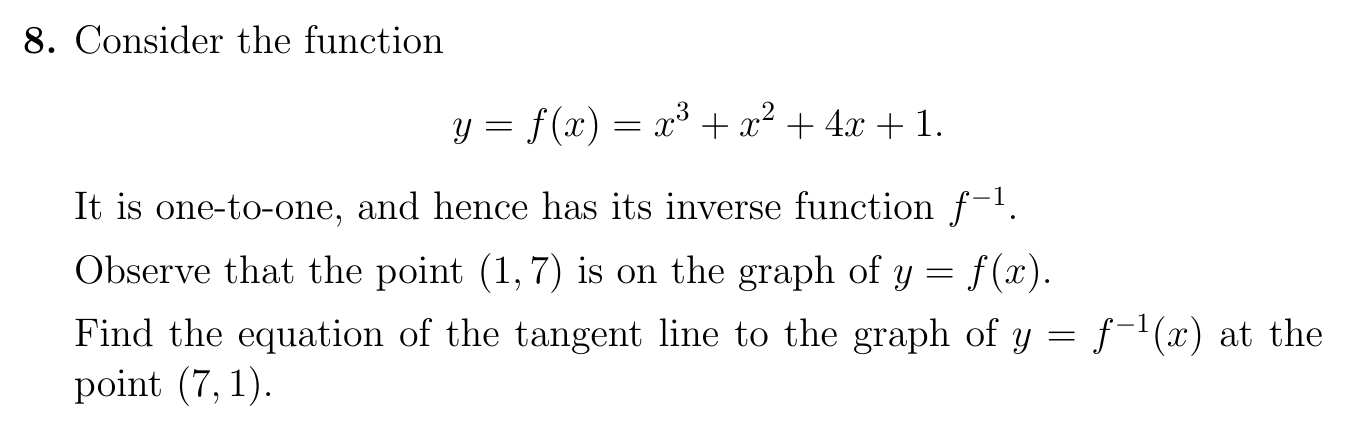 8. Consider the function
y = f(x) = x³ + x² + 4x + 1.
It is one-to-one, and hence has its inverse function f⁻¹.
Observe that the point (1, 7) is on the graph of y = f(x).
Find the equation of the tangent line to the graph of y = f⁻¹(x) at the
point (7, 1).